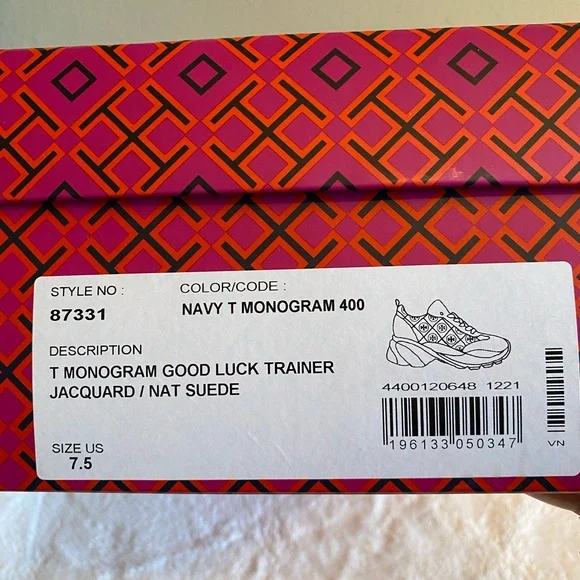 STYLE NO :
87331
COLOR/CODE :
NAVY T MONOGRAM 400
DESCRIPTION
T MONOGRAM GOOD LUCK TRAINER
JACQUARD / NAT SUEDE
SIZE US
7.5
4400120648 1221
196133 050347
VN